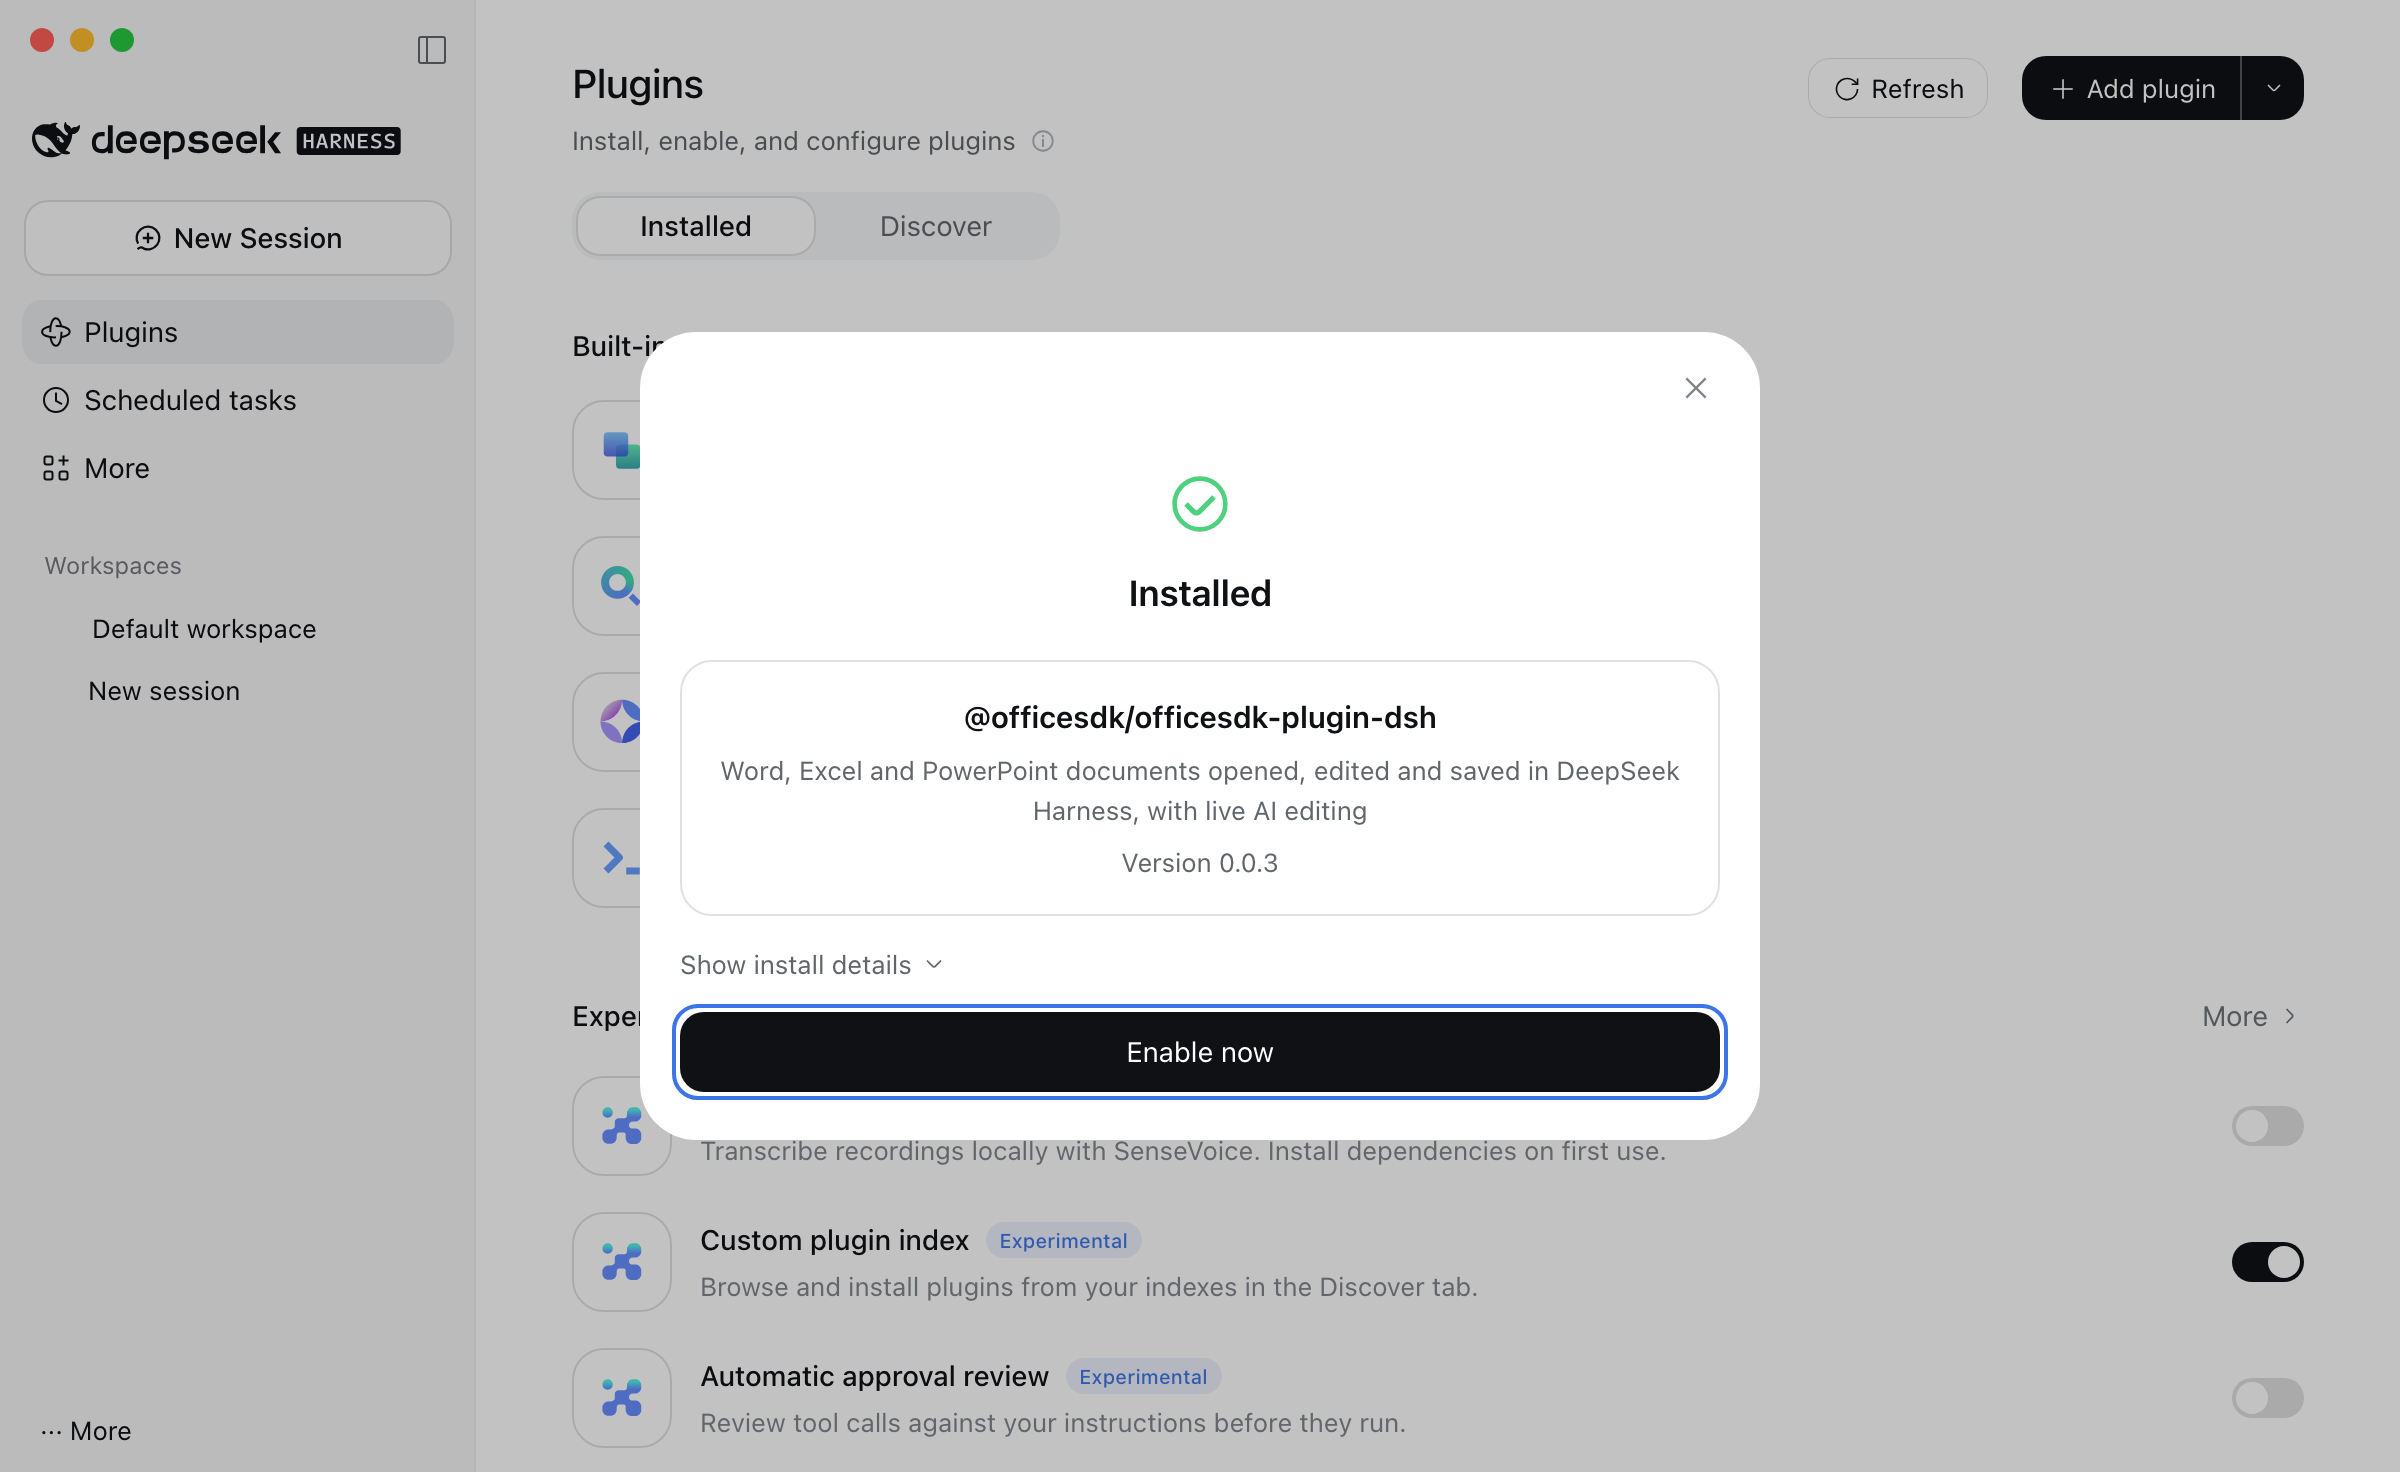 deepseek HARNESS
New Session
Plugins
Scheduled tasks
More
Workspaces
Default workspace
New session
... More
Plugins
Install, enable, and configure plugins
Refresh
Add plugin
Installed
Discover
Installed
@officesdk/officesdk-plugin-dsh
Word, Excel and PowerPoint documents opened, edited and saved in DeepSeek
Harness, with live AI editing
Version 0.0.3
Show install details
Enable now
More
Transcribe recordings locally with SenseVoice. Install dependencies on first use.
Custom plugin index Experimental
Browse and install plugins from your indexes in the Discover tab.
Automatic approval review Experimental
Review tool calls against your instructions before they run.